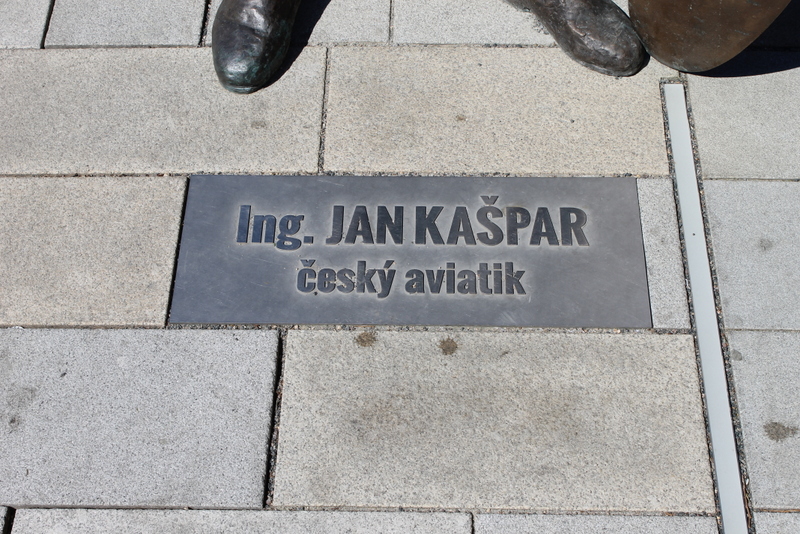 Ing. JAN KAŠPAR
český aviatik